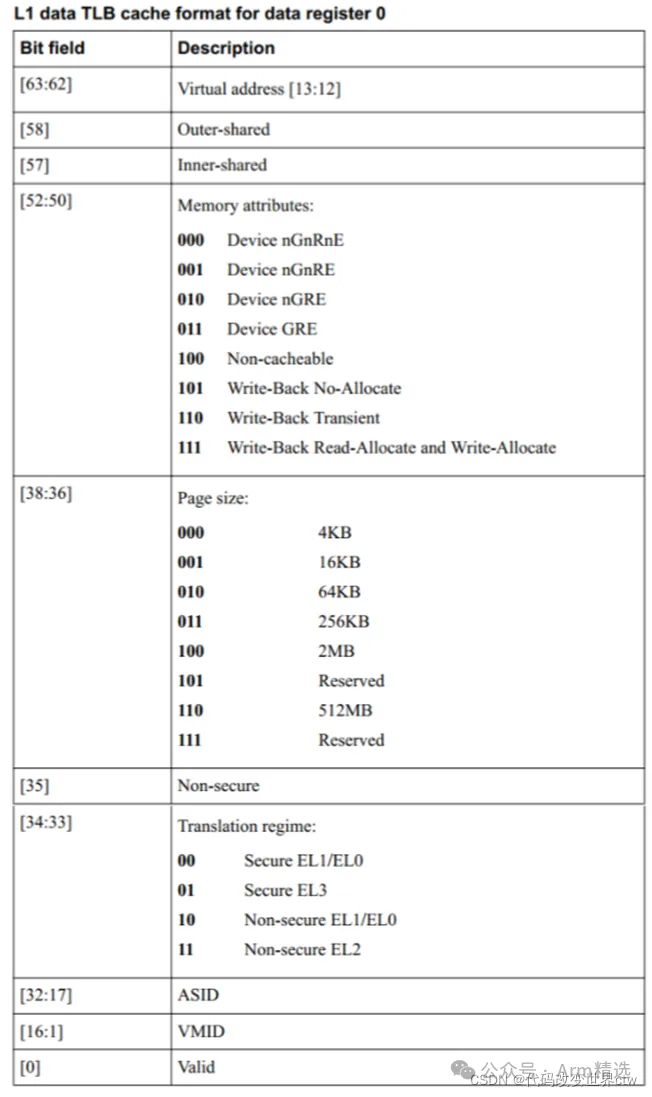 L1 data TLB cache format for data register 0
Bit field Description
[63:62] Virtual address [13:12]
[58] Outer-shared
[57] Inner-shared
[52:50] Memory attributes:
000 Device nGnRnE
001 Device nGnRE
010 Device nGRE
011 Device GRE
100 Non-cacheable
101 Write-Back No-Allocate
110 Write-Back Transient
111 Write-Back Read-Allocate and Write-Allocate
[38:36] Page size:
000 4KB
001 16KB
010 64KB
011 256KB
100 2MB
101 Reserved
110 512MB
111 Reserved
[35] Non-secure
[34:33] Translation regime:
00 Secure EL1/EL0
01 Secure EL3
10 Non-secure EL1/EL0
11 Non-secure EL2
[32:17] ASID
[16:1] VMID
[0] Valid
公众号 · Arm精选
CSDN @代码改变世界ctw